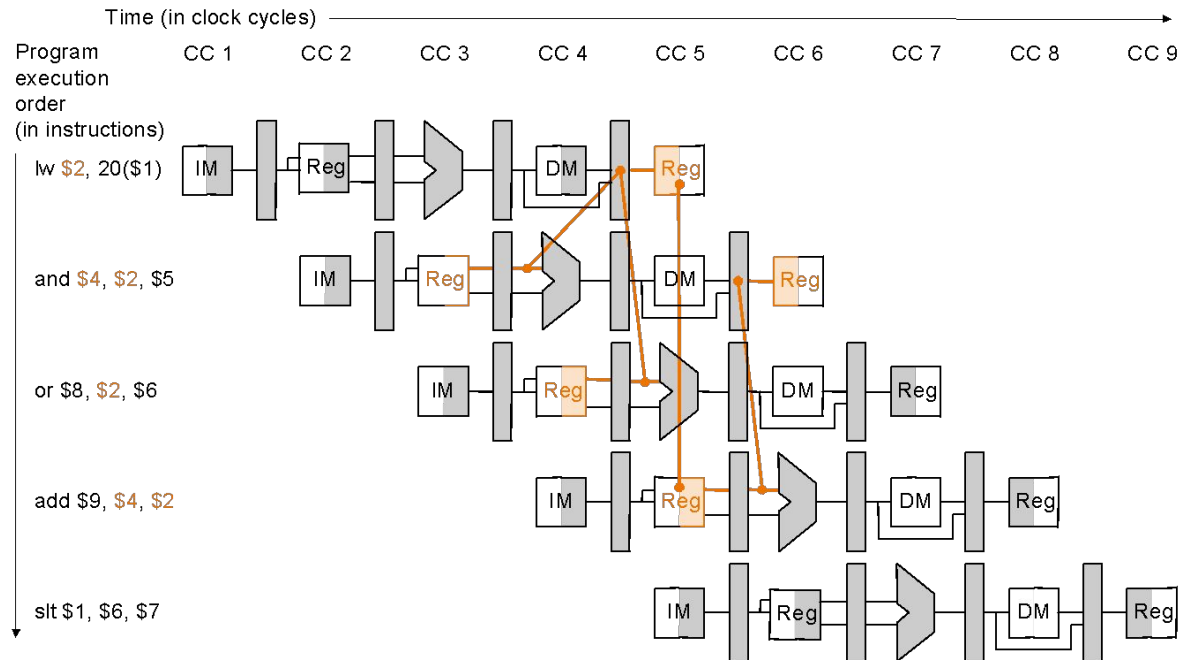 Time (in clock cycles)
Program
execution
order
(in instructions)
CC 1 CC 2 CC 3 CC 4 CC 5 CC 6 CC 7 CC 8 CC 9
lw $2, 20($1)
IM Reg DM Reg
and $4, $2, $5
IM Reg DM Reg
or $8, $2, $6
IM Reg DM Reg
add $9, $4, $2
IM Reg DM Reg
slt $1, $6, $7
IM Reg DM Reg